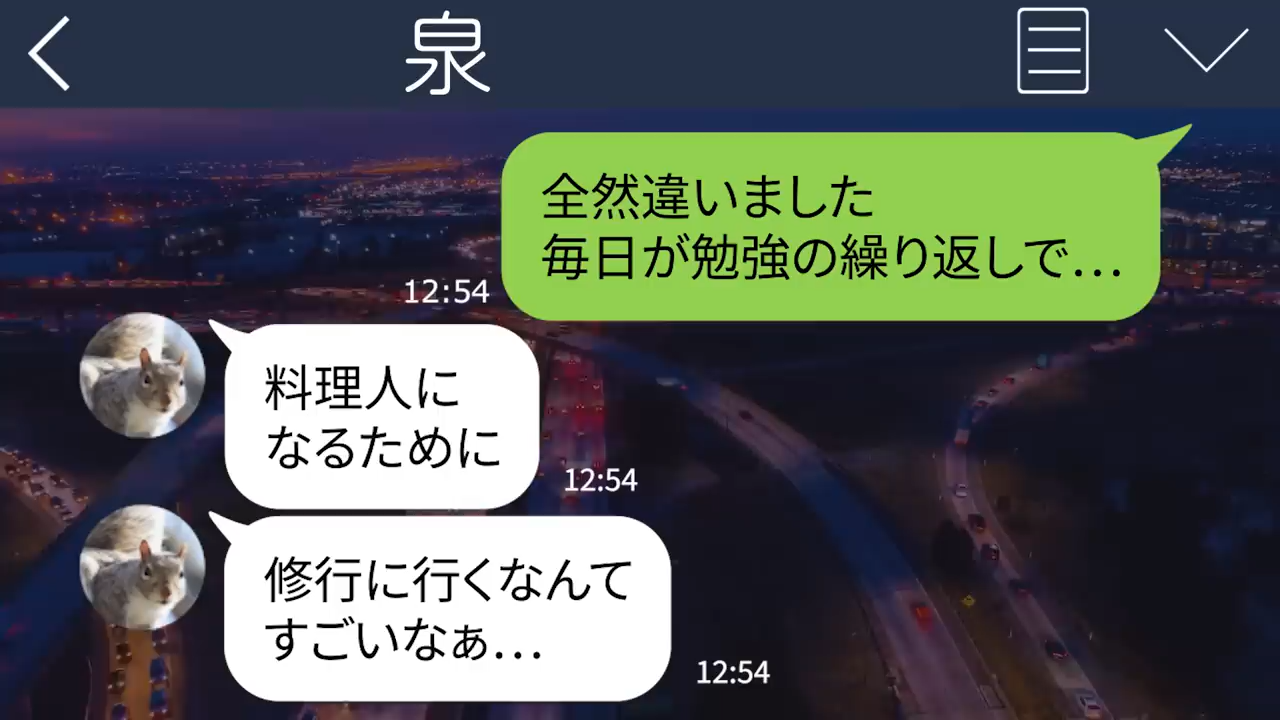 泉
全然違いました
毎日が勉強の繰り返しで...
12:54
料理人に
なるために
12:54
修行に行くなんて
すごいなぁ...
12:54